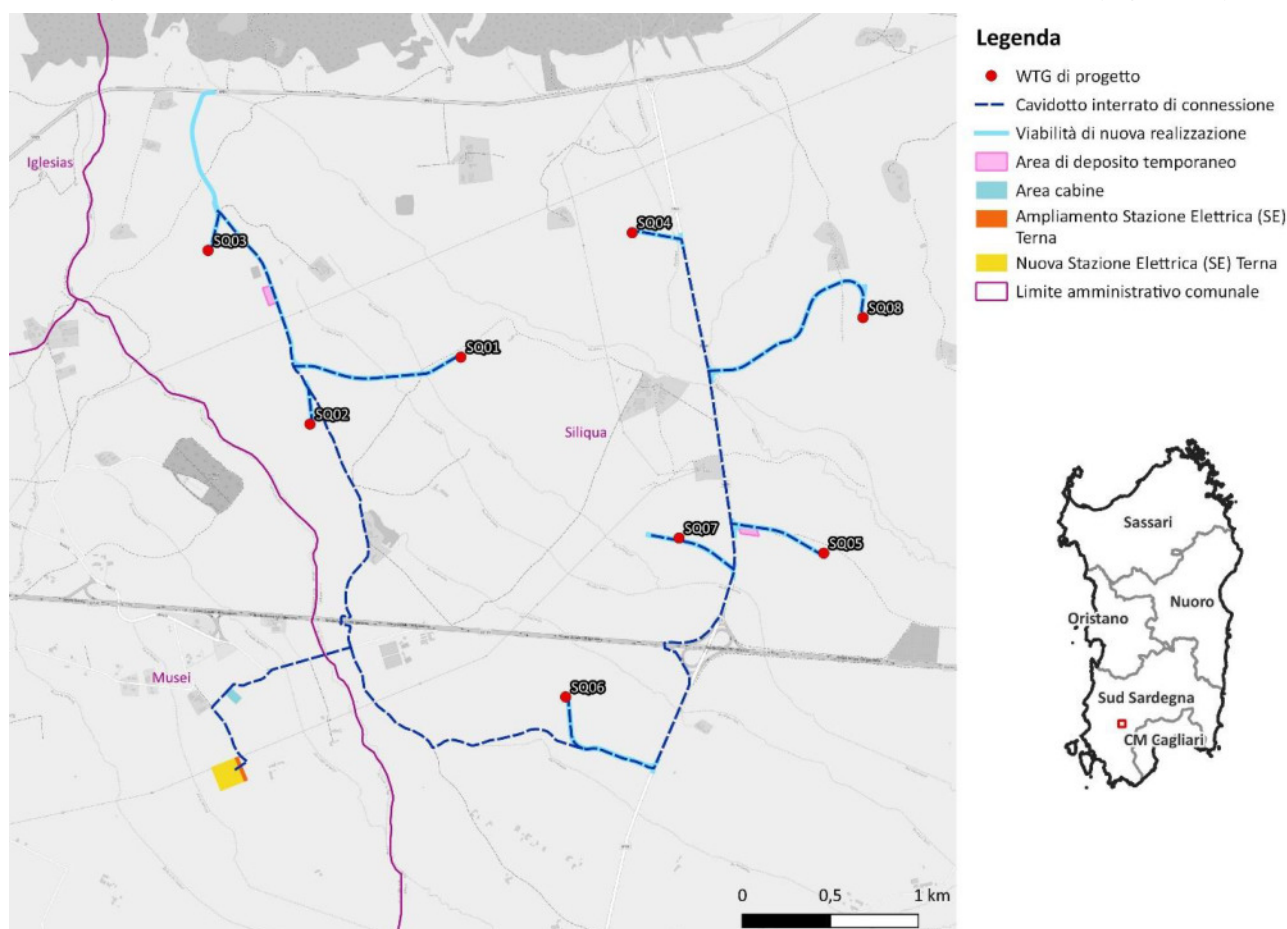 Legenda
WTG di progetto
Cavidotto interrato di connessione
Viabilità di nuova realizzazione
Area di deposito temporaneo
Area cabine
Ampliamento Stazione Elettrica (SE)
Terna
Nuova Stazione Elettrica (SE) Terna
Limite amministrativo comunale
Iglesias
SQ03
SQ04
SQ08
SQ01
SQ02
Siliqua
SQ07
SQ05
Musei
SQ06
0 0,5 1 km
Sassari
Nuoro
Oristano
Sud Sardegna
CM Cagliari